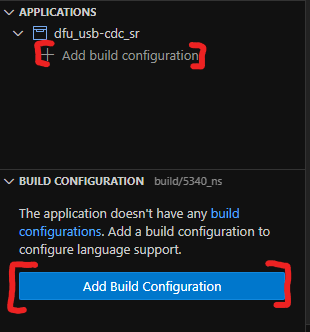 APPLICATIONS
dfu_usb-cdc_sr
Add build configuration
BUILD CONFIGURATION build/5340_ns
The application doesn't have any build
configurations. Add a build configuration to
configure language support.
Add Build Configuration